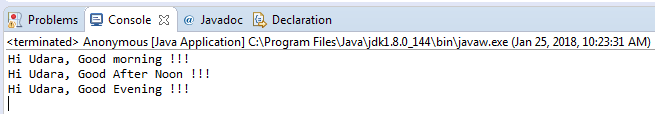 Problems Console Javadoc Declaration
<terminated> Anonymous [Java Application] C:\Program Files\Java\jdk1.8.0_144\bin\javaw.exe (Jan 25, 2018, 10:23:31 AM)
Hi Udara, Good morning !!!
Hi Udara, Good After Noon !!!
Hi Udara, Good Evening !!!